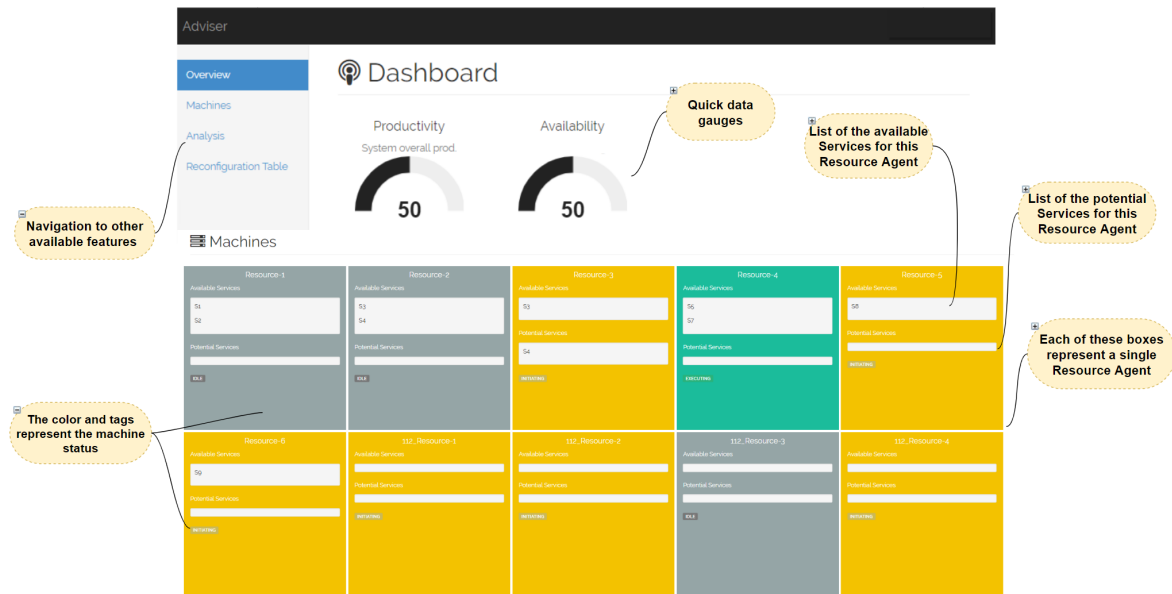 Adviser
Overview
Machines
Analysis
Reconfiguration Table
Dashboard
Productivity
System overall prod.
50
Availability
50
Quick data
gauges
List of the available
Services for this
Resource Agent
List of the potential
Services for this
Resource Agent
Navigation to other
available features
Each of these boxes
represent a single
Resource Agent
The color and tags
represent the machine
status
Machines
Resource-1
Available Services
S1
S2
Potential Services
IDLE
Resource-2
Available Services
S3
S4
Potential Services
IDLE
Resource-3
Available Services
S3
Potential Services
S4
INITIATING
Resource-4
Available Services
S5
S7
Potential Services
EXECUTING
Resource-5
Available Services
S8
Potential Services
INITIATING
Resource-6
Available Services
S9
Potential Services
INITIATING
112_Resource-1
Available Services
Potential Services
INITIATING
112_Resource-2
Available Services
Potential Services
INITIATING
112_Resource-3
Available Services
Potential Services
IDLE
112_Resource-4
Available Services
Potential Services
INITIATING